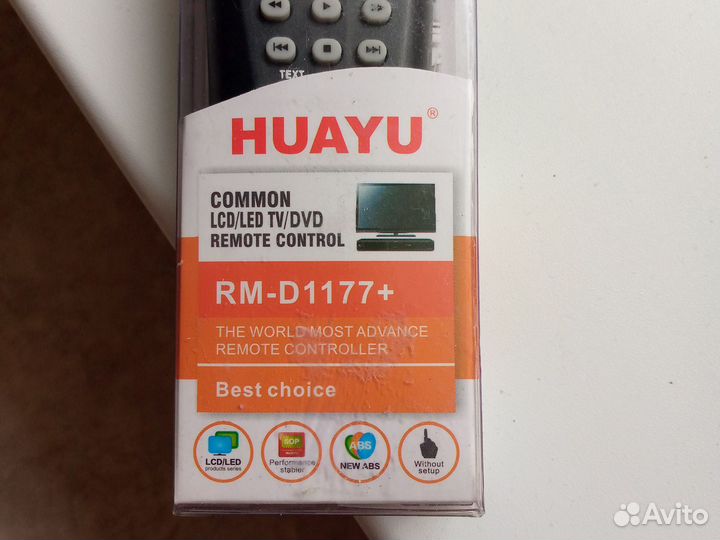 TEXT
HUAYU®
COMMON
LCD/LED TV/DVD
REMOTE CONTROL
RM-D1177+
THE WORLD MOST ADVANCE
REMOTE CONTROLLER
Best choice
LCD/LED
products series
SOP
Performance
stabler
ABS
NEW ABS
Without
setup
Avito